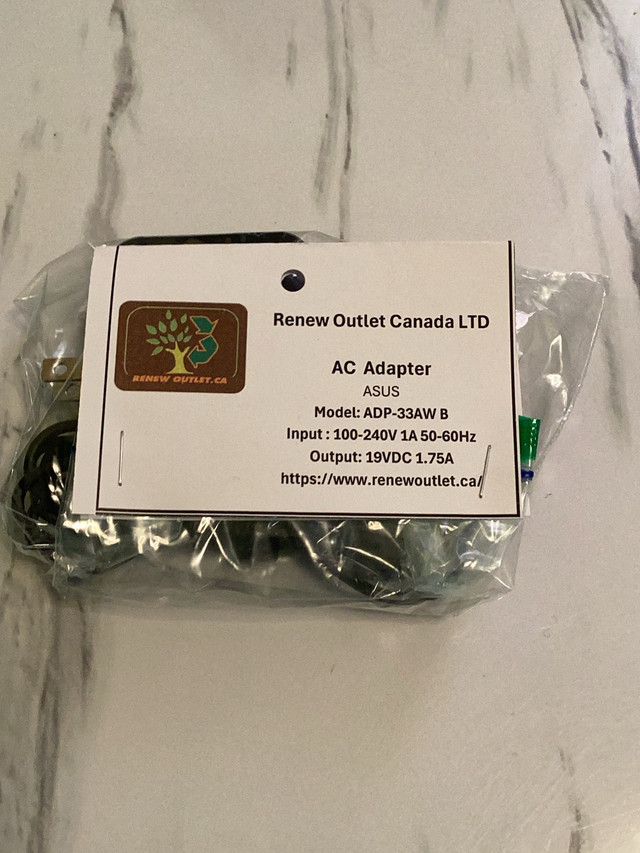 RENEW OUTLET.CA
Renew Outlet Canada LTD
AC Adapter
ASUS
Model: ADP-33AW B
Input : 100-240V 1A 50-60Hz
Output: 19VDC 1.75A
https://www.renewoutlet.ca/